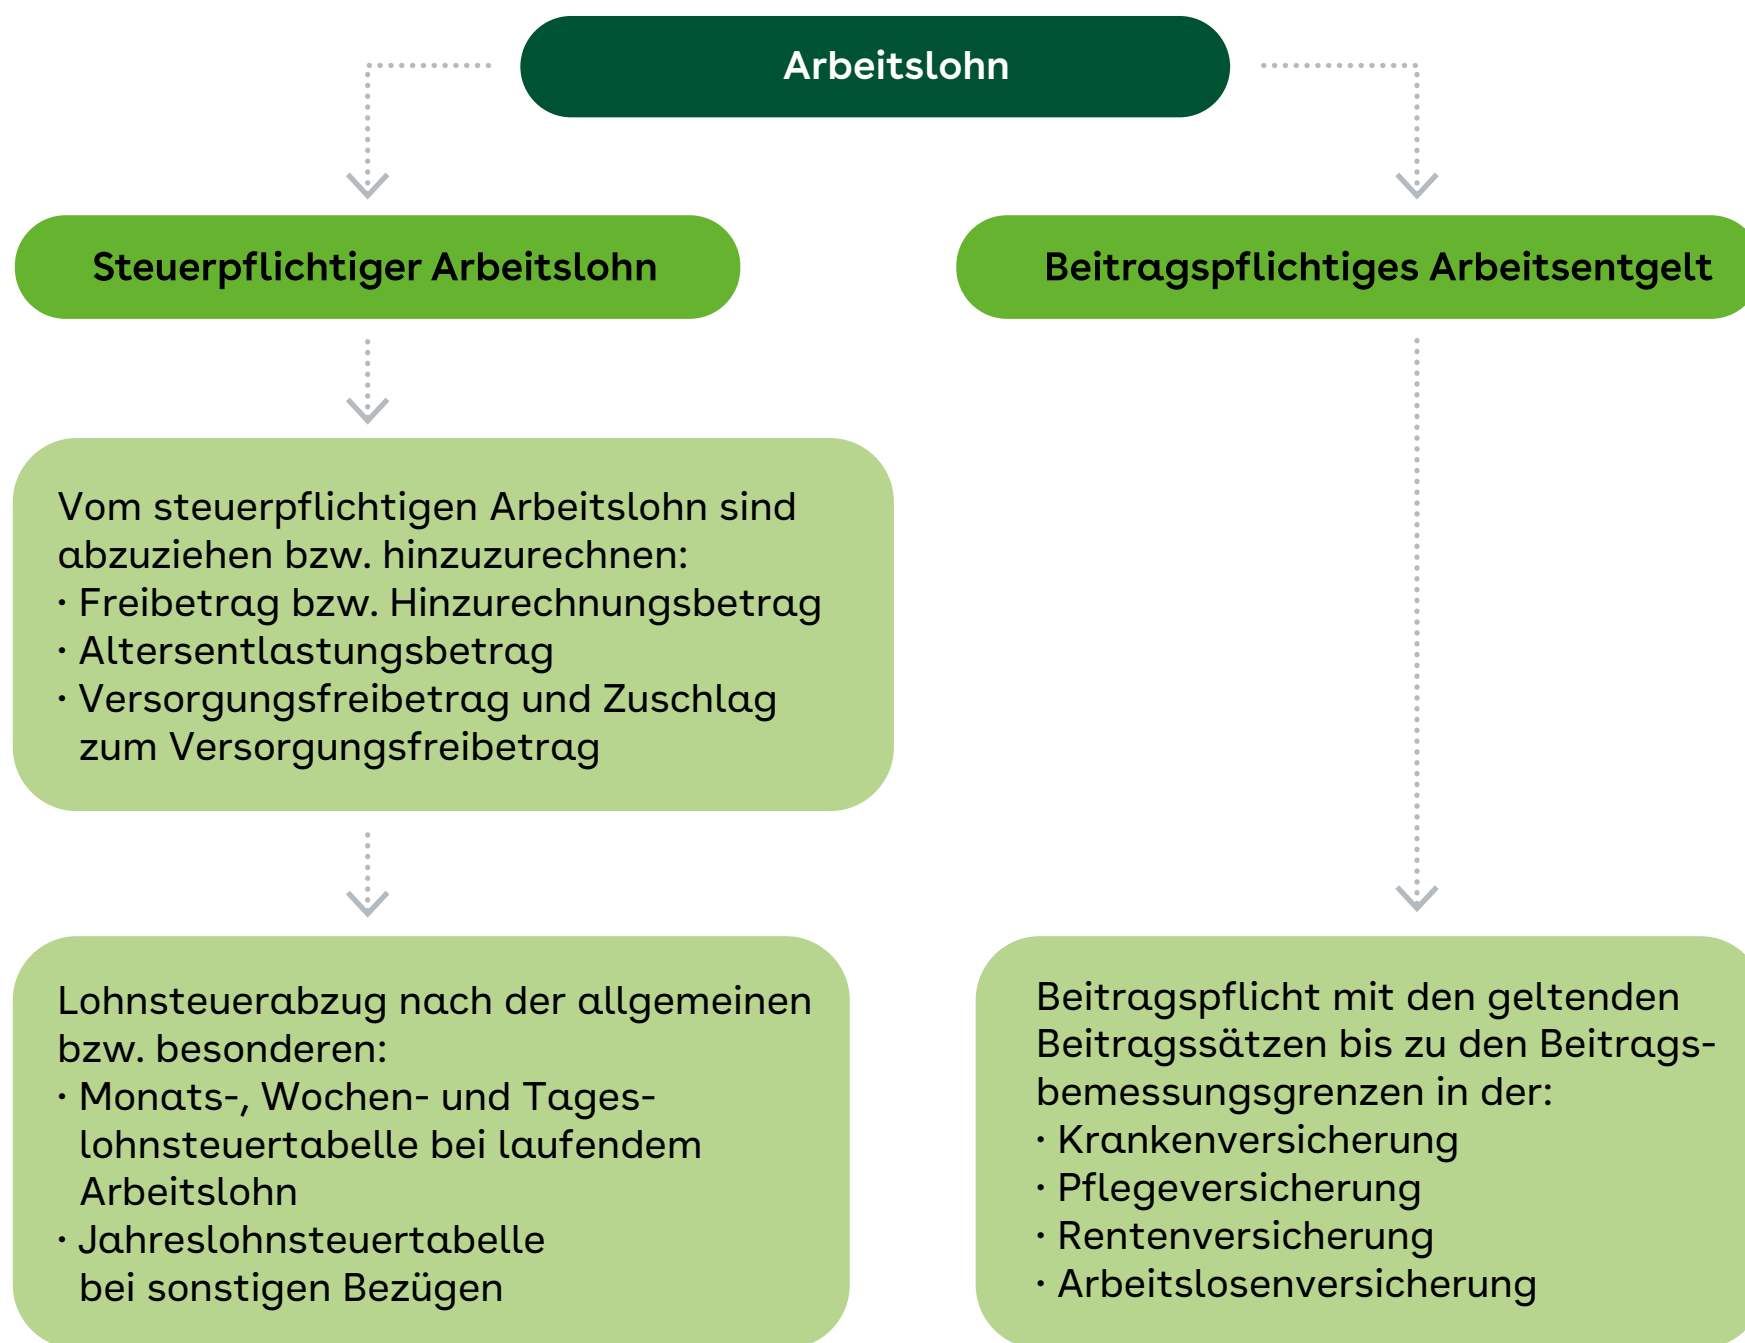 Arbeitslohn
Steuerpflichtiger Arbeitslohn
Beitragspflichtiges Arbeitsentgelt
Vom steuerpflichtigen Arbeitslohn sind
abzuziehen bzw. hinzuzurechnen:
· Freibetrag bzw. Hinzurechnungsbetrag
· Altersentlastungsbetrag
· Versorgungsfreibetrag und Zuschlag
zum Versorgungsfreibetrag
Lohnsteuerabzug nach der allgemeinen
bzw. besonderen:
· Monats-, Wochen- und Tages-
lohnsteuertabelle bei laufendem
Arbeitslohn
· Jahreslohnsteuertabelle
bei sonstigen Bezügen
Beitragspflicht mit den geltenden
Beitragssätzen bis zu den Beitrags-
bemessungsgrenzen in der:
· Krankenversicherung
· Pflegeversicherung
· Rentenversicherung
· Arbeitslosenversicherung